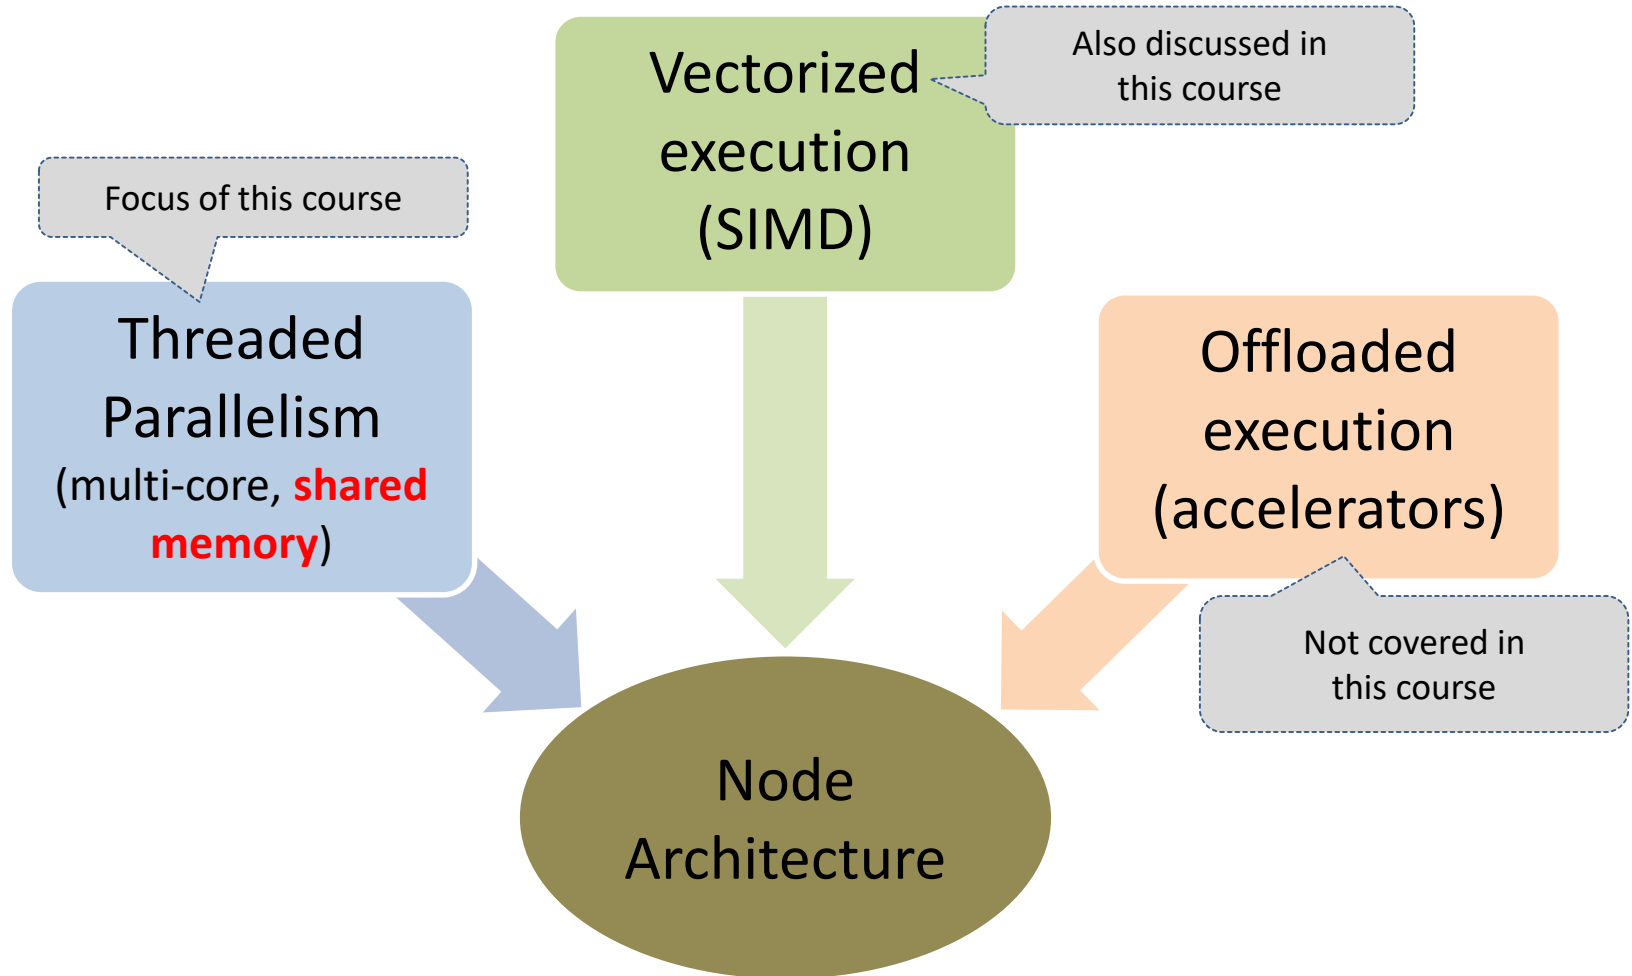 Also discussed in
this course
Vectorized
execution
(SIMD)
Focus of this course
Threaded
Parallelism
(multi-core, shared
memory)
Offloaded
execution
(accelerators)
Not covered in
this course
Node
Architecture